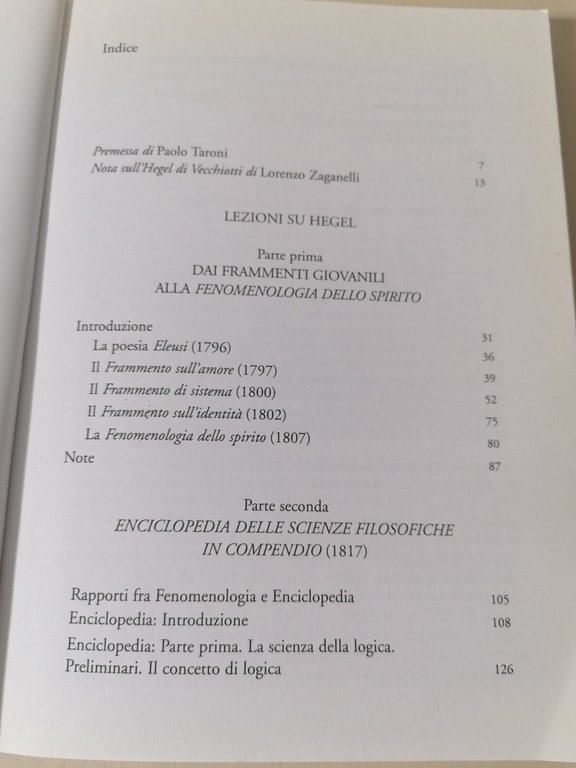 Indice
Premessa di Paolo Taroni 7
Nota sull'Hegel di Vecchiotti di Lorenzo Zaganelli 13
LEZIONI SU HEGEL
Parte prima
DAI FRAMMENTI GIOVANILI
ALLA FENOMENOLOGIA DELLO SPIRITO
Introduzione 31
La poesia Eleusi (1796) 36
Il Frammento sull'amore (1797) 39
Il Frammento di sistema (1800) 52
Il Frammento sull'identità (1802) 75
La Fenomenologia dello spirito (1807) 80
Note 87
Parte seconda
ENCICLOPEDIA DELLE SCIENZE FILOSOFICHE
IN COMPENDIO (1817)
Rapporti fra Fenomenologia e Enciclopedia 105
Enciclopedia: Introduzione 108
Enciclopedia: Parte prima. La scienza della logica.
Preliminari. Il concetto di logica 126